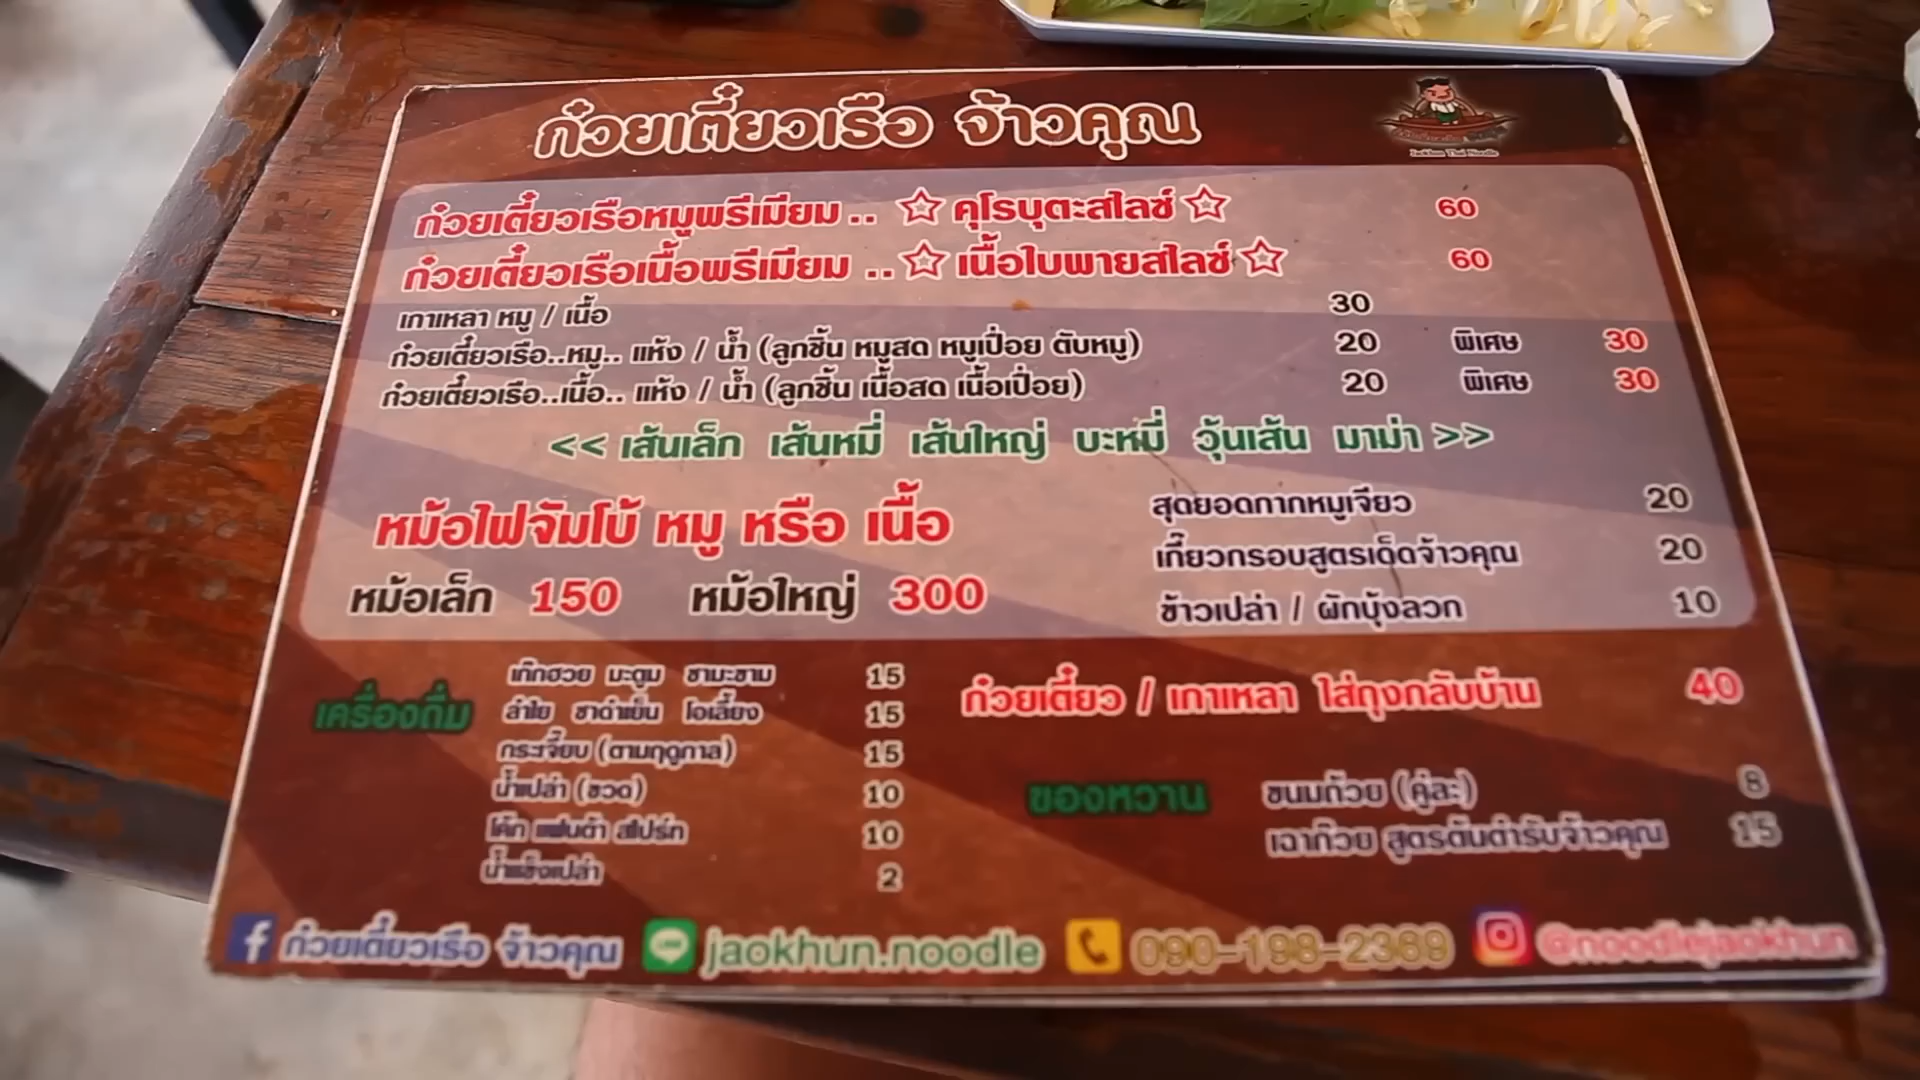 ก๋วยเตี๋ยวเรือ จ้าวคุณ
Jaokhun Thai Noodle
ก๋วยเตี๋ยวเรือหมูพรีเมียม .. ☆ คุโรบุตะสไลซ์ ☆ 60
ก๋วยเตี๋ยวเรือเนื้อพรีเมียม .. ☆ เนื้อใบพายสไลซ์ ☆ 60
เกาเหลา หมู / เนื้อ 30
ก๋วยเตี๋ยวเรือ..หมู.. แห้ง / น้ำ (ลูกชิ้น หมูสด หมูเปื่อย ตับหมู) 20 พิเศษ 30
ก๋วยเตี๋ยวเรือ..เนื้อ.. แห้ง / น้ำ (ลูกชิ้น เนื้อสด เนื้อเปื่อย) 20 พิเศษ 30
<< เส้นเล็ก เส้นหมี่ เส้นใหญ่ บะหมี่ วุ้นเส้น มาม่า >>
หม้อไฟจัมโบ้ หมู หรือ เนื้อ
หม้อเล็ก 150 หม้อใหญ่ 300
สุดยอดกากหมูเจียว 20
เกี๊ยวกรอบสูตรเด็ดจ้าวคุณ 20
ข้าวเปล่า / ผักบุ้งลวก 10
เครื่องดื่ม
เก๊กฮวย มะตูม ชามะขาม 15
ลำไย ชาดำเย็น โอเลี้ยง 15
กระเจี๊ยบ (ตามฤดูกาล) 15
น้ำเปล่า (ขวด) 10
โค้ก แฟนต้า สไปร์ท 10
น้ำแข็งเปล่า 2
ก๋วยเตี๋ยว / เกาเหลา ใส่ถุงกลับบ้าน 40
ของหวาน
ขนมถ้วย (คู่ละ) 8
เฉาก๊วย สูตรต้นตำรับจ้าวคุณ 15
ก๋วยเตี๋ยวเรือ จ้าวคุณ jaokhun.noodle 090-198-2369 @noodlejaokhun